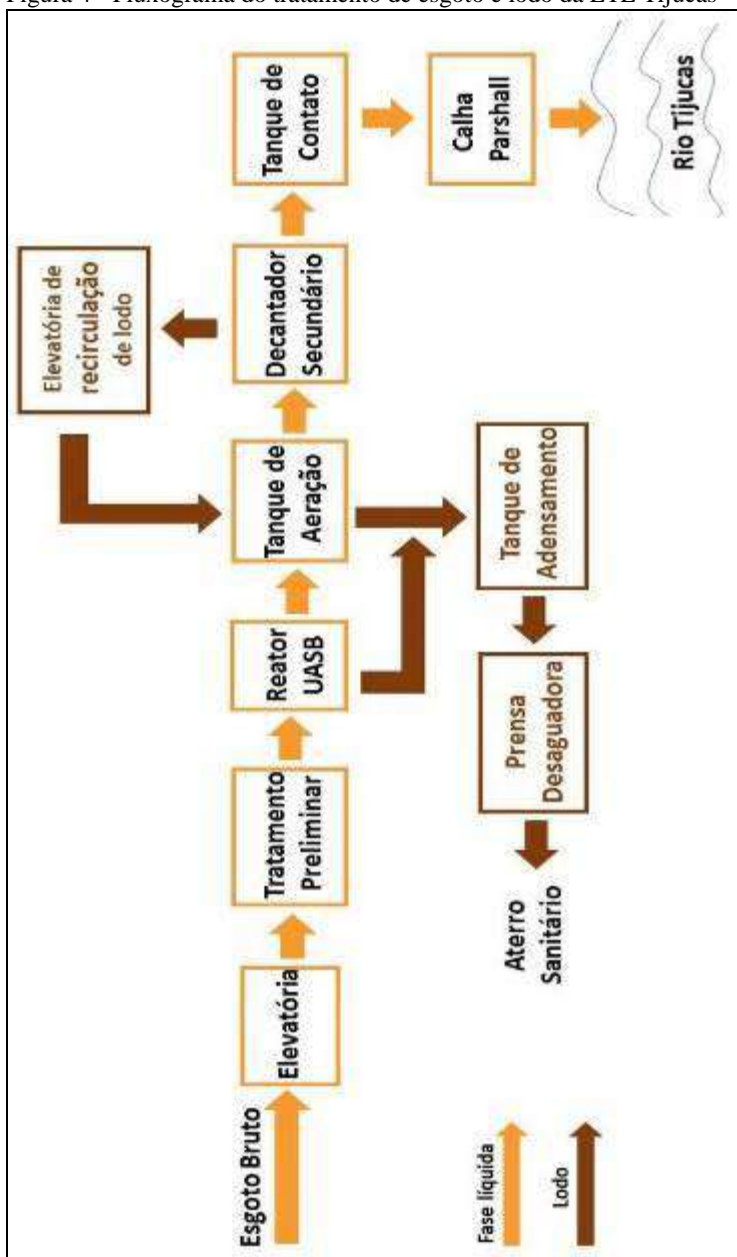 Figura 4 - Fluxograma do tratamento de esgoto e lodo da ETE Tijucas
Esgoto Bruto
Elevatória
Tratamento
Preliminar
Reator
UASB
Tanque de
Aeração
Decantador
Secundário
Tanque de
Contato
Calha
Parshall
Rio Tijucas
Elevatória de
recirculação
de lodo
Tanque de
Adensamento
Prensa
Desaguadora
Aterro
Sanitário
Fase líquida
Lodo